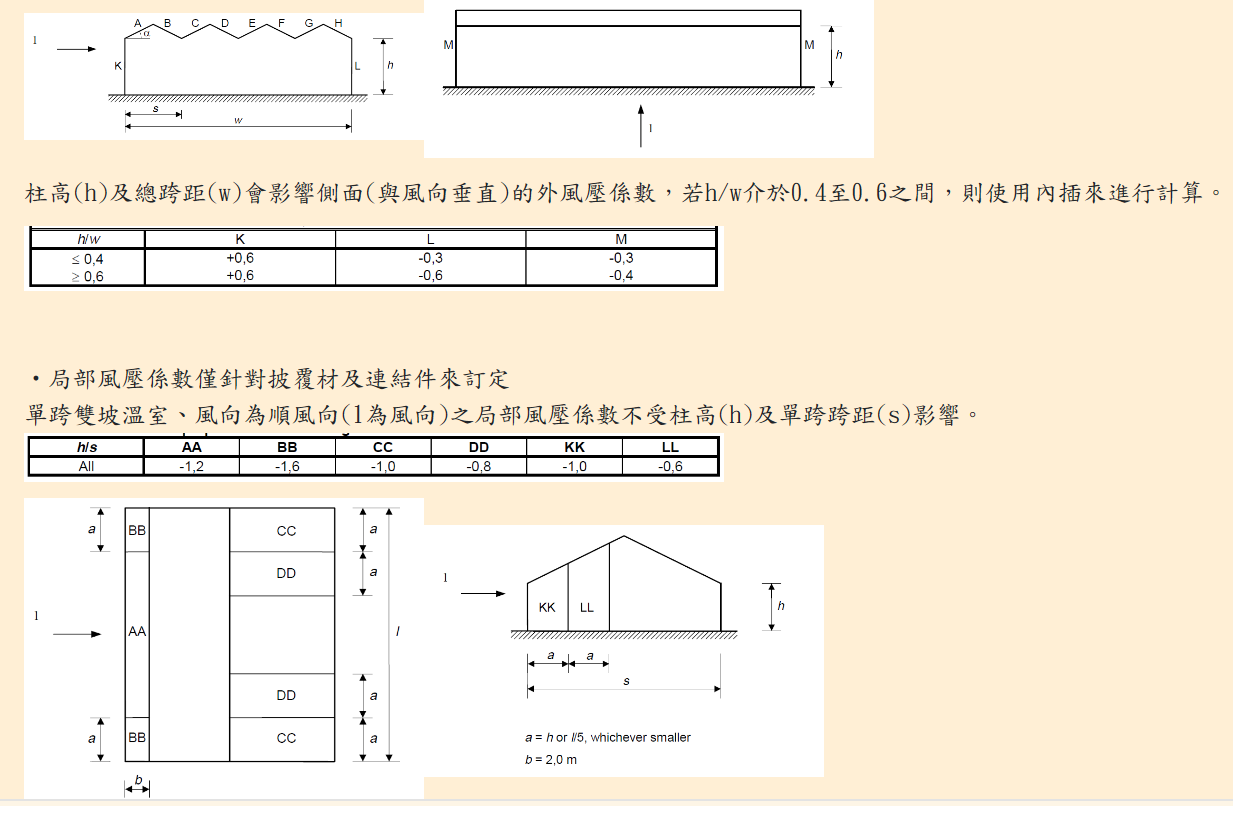 A B C D E F G H
α
l
K
L
h
s
w
M
M
h
l
柱高(h)及總跨距(w)會影響側面(與風向垂直)的外風壓係數，若h/w介於0.4至0.6之間，則使用內插來進行計算。
h/w K L M
≤ 0,4 +0,6 -0,3 -0,3
≥ 0,6 +0,6 -0,6 -0,4
・局部風壓係數僅針對披覆材及連結件來訂定
單跨雙坡溫室、風向為順風向(l為風向)之局部風壓係數不受柱高(h)及單跨跨距(s)影響。
h/s AA BB CC DD KK LL
All -1,2 -1,6 -1,0 -0,8 -1,0 -0,6
a BB CC a
DD a
l AA l
DD a
a BB CC a
b
l
KK LL
h
a a
s
a = h or l/5, whichever smaller
b = 2,0 m